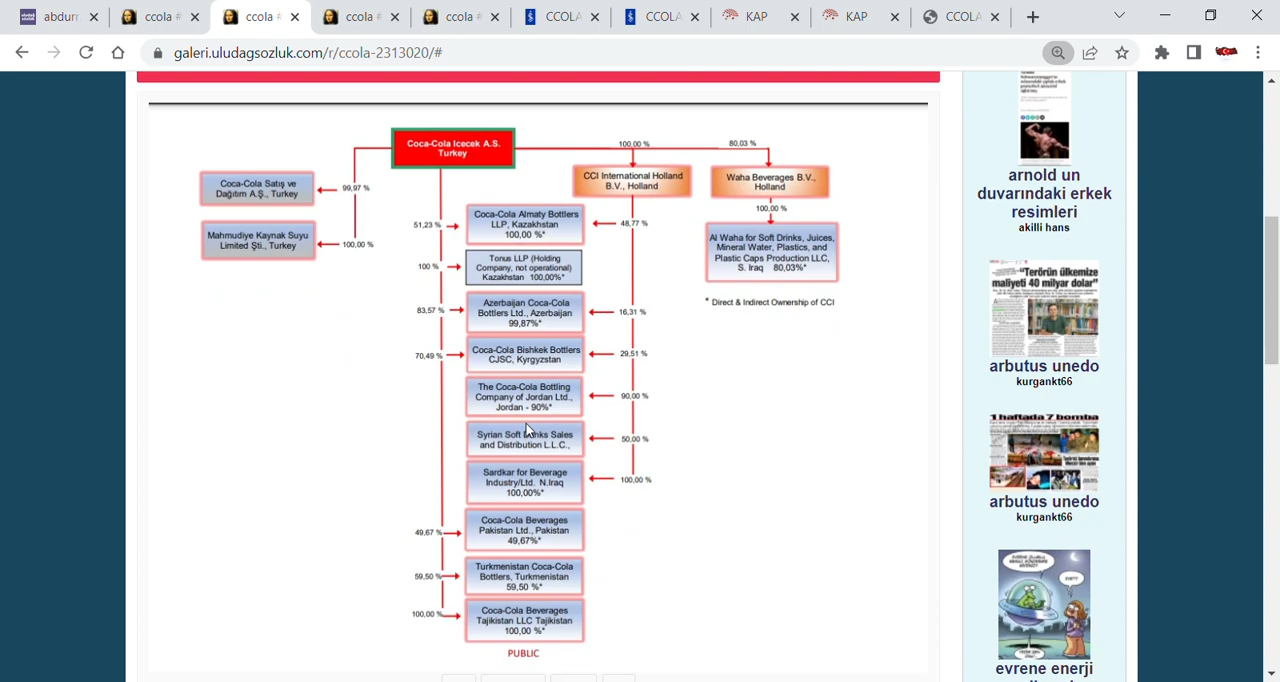 abdurr
ccola #
ccola #
ccola #
ccola #
CCOLA
CCOLA
KAP
KAP
CCOLA
galeri.uludagsozluk.com/r/ccola-2313020/#
Coca-Cola Icecek A.S.
Turkey
100,00 %
80,03 %
Coca-Cola Satış ve
Dağıtım A.Ş., Turkey
99,97 %
CCI International Holland
B.V., Holland
Waha Beverages B.V.,
Holland
Mahmudiye Kaynak Suyu
Limited Şti., Turkey
100,00 %
51,23 %
Coca-Cola Almaty Bottlers
LLP, Kazakhstan
100,00 %*
48,77 %
100,00 %
Al Waha for Soft Drinks, Juices,
Mineral Water, Plastics, and
Plastic Caps Production LLC,
S. Iraq 80,03%*
100 %
Tonus LLP (Holding
Company, not operational)
Kazakhstan 100,00%*
* Direct & Indirect Ownership of CCI
83,57 %
Azerbaijan Coca-Cola
Bottlers Ltd., Azerbaijan
99,87%*
16,31 %
70,49 %
Coca-Cola Bishkek Bottlers
CJSC, Kyrgyzstan
29,51 %
The Coca-Cola Bottling
Company of Jordan Ltd.,
Jordan - 90%*
90,00 %
Syrian Soft Drinks Sales
and Distribution L.L.C.,
50,00 %
Sardkar for Beverage
Industry/Ltd. N.Iraq
100,00%*
100,00 %
49,67 %
Coca-Cola Beverages
Pakistan Ltd., Pakistan
49,67%*
59,50 %
Turkmenistan Coca-Cola
Bottlers, Turkmenistan
59,50 %*
100,00 %
Coca-Cola Beverages
Tajikistan LLC Tajikistan
100,00 %*
PUBLIC
arnold un
duvarındaki erkek
resimleri
akilli hans
"Terörün ülkemize
maliyeti 40 milyar dolar"
arbutus unedo
kurgankt66
1 haftada 7 bomba
arbutus unedo
kurgankt66
evrene enerji